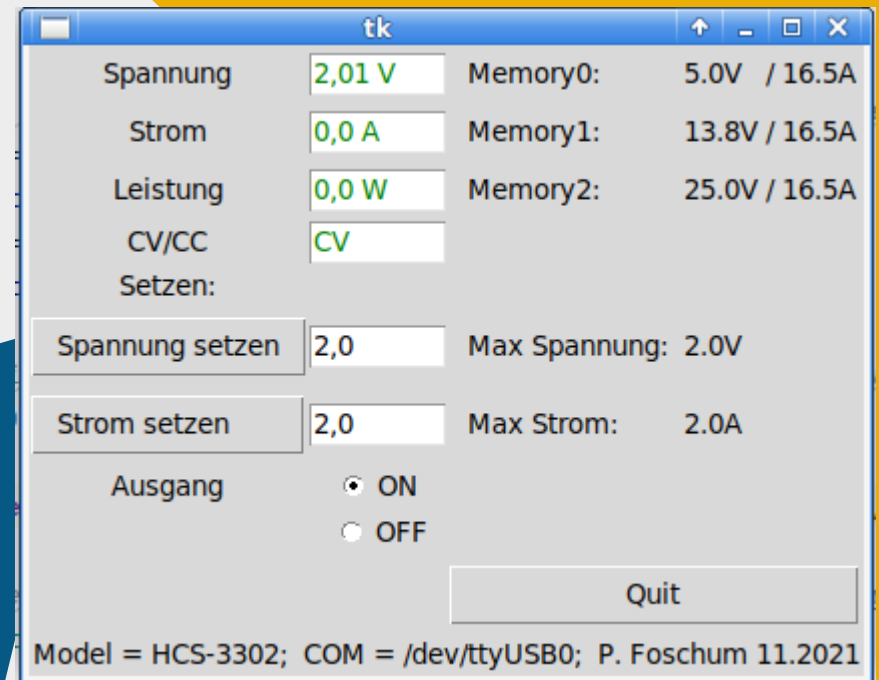 tk
Spannung 2,01 V Memory0: 5.0V / 16.5A
Strom 0,0 A Memory1: 13.8V / 16.5A
Leistung 0,0 W Memory2: 25.0V / 16.5A
CV/CC CV
Setzen:
Spannung setzen 2,0 Max Spannung: 2.0V
Strom setzen 2,0 Max Strom: 2.0A
Ausgang ON
OFF
Quit
Model = HCS-3302; COM = /dev/ttyUSB0; P. Foschum 11.2021